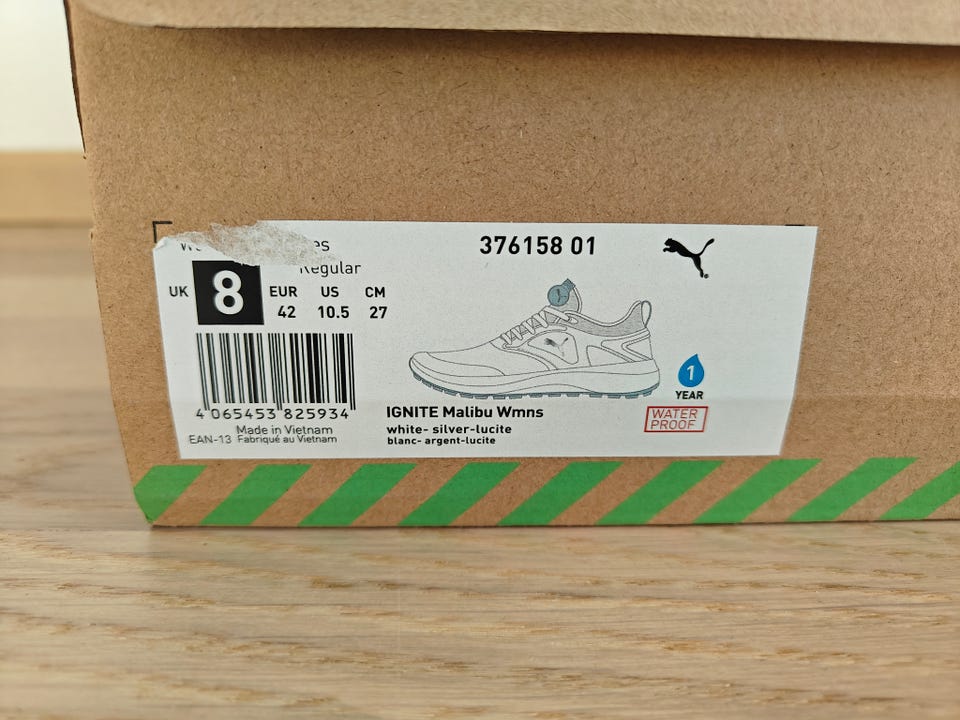 376158 01
Regular
UK 8 EUR 42 US 10.5 CM 27
4 065453 825934
EAN-13 Made in Vietnam
Fabriqué au Vietnam
IGNITE Malibu Wmns
white- silver-lucite
blanc- argent-lucite
1
YEAR
WATER
PROOF